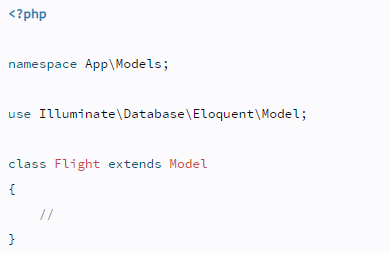 <?php
namespace App\Models;
use Illuminate\Database\Eloquent\Model;
class Flight extends Model
{
//
}